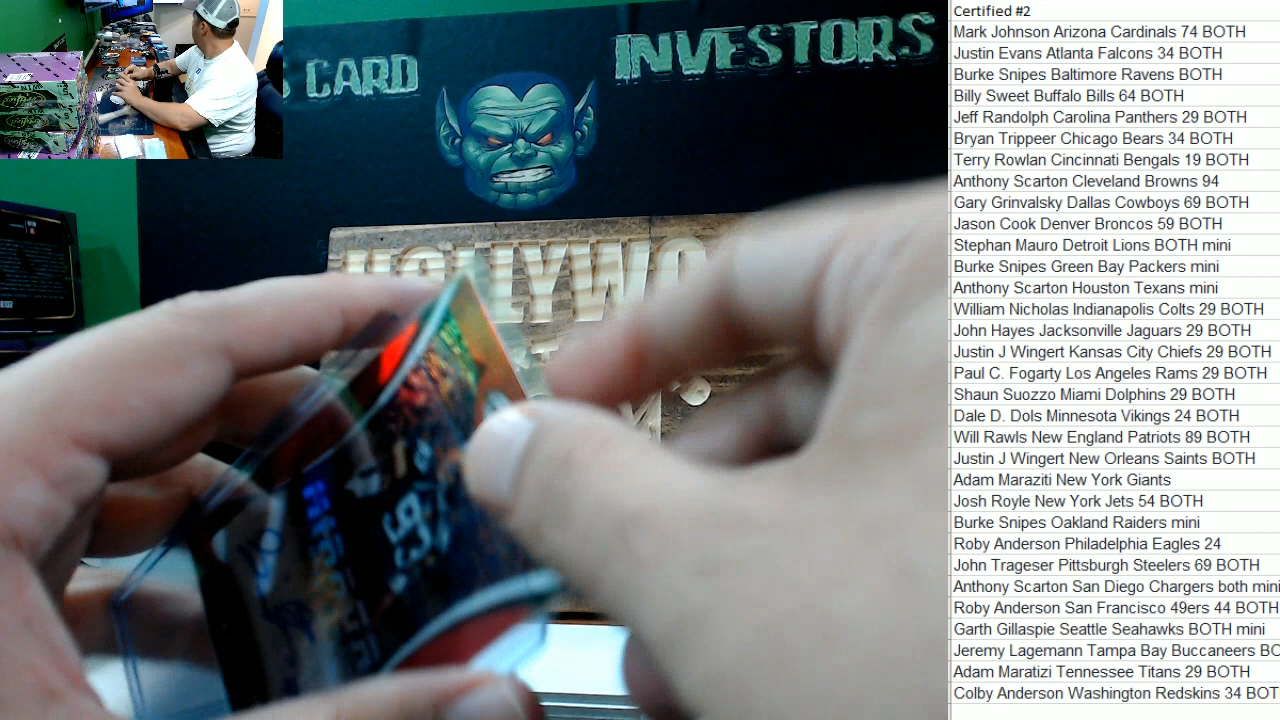 CARD
INVESTORS
HOLLYWO
93
Certified #2
Mark Johnson Arizona Cardinals 74 BOTH
Justin Evans Atlanta Falcons 34 BOTH
Burke Snipes Baltimore Ravens BOTH
Billy Sweet Buffalo Bills 64 BOTH
Jeff Randolph Carolina Panthers 29 BOTH
Bryan Trippeer Chicago Bears 34 BOTH
Terry Rowlan Cincinnati Bengals 19 BOTH
Anthony Scarton Cleveland Browns 94
Gary Grinvalsky Dallas Cowboys 69 BOTH
Jason Cook Denver Broncos 59 BOTH
Stephan Mauro Detroit Lions BOTH mini
Burke Snipes Green Bay Packers mini
Anthony Scarton Houston Texans mini
William Nicholas Indianapolis Colts 29 BOTH
John Hayes Jacksonville Jaguars 29 BOTH
Justin J Wingert Kansas City Chiefs 29 BOTH
Paul C. Fogarty Los Angeles Rams 29 BOTH
Shaun Suozzo Miami Dolphins 29 BOTH
Dale D. Dols Minnesota Vikings 24 BOTH
Will Rawls New England Patriots 89 BOTH
Justin J Wingert New Orleans Saints BOTH
Adam Maraziti New York Giants
Josh Royle New York Jets 54 BOTH
Burke Snipes Oakland Raiders mini
Roby Anderson Philadelphia Eagles 24
John Trageser Pittsburgh Steelers 69 BOTH
Anthony Scarton San Diego Chargers both mini
Roby Anderson San Francisco 49ers 44 BOTH
Garth Gillaspie Seattle Seahawks BOTH mini
Jeremy Lagemann Tampa Bay Buccaneers BO
Adam Maratizi Tennessee Titans 29 BOTH
Colby Anderson Washington Redskins 34 BOT